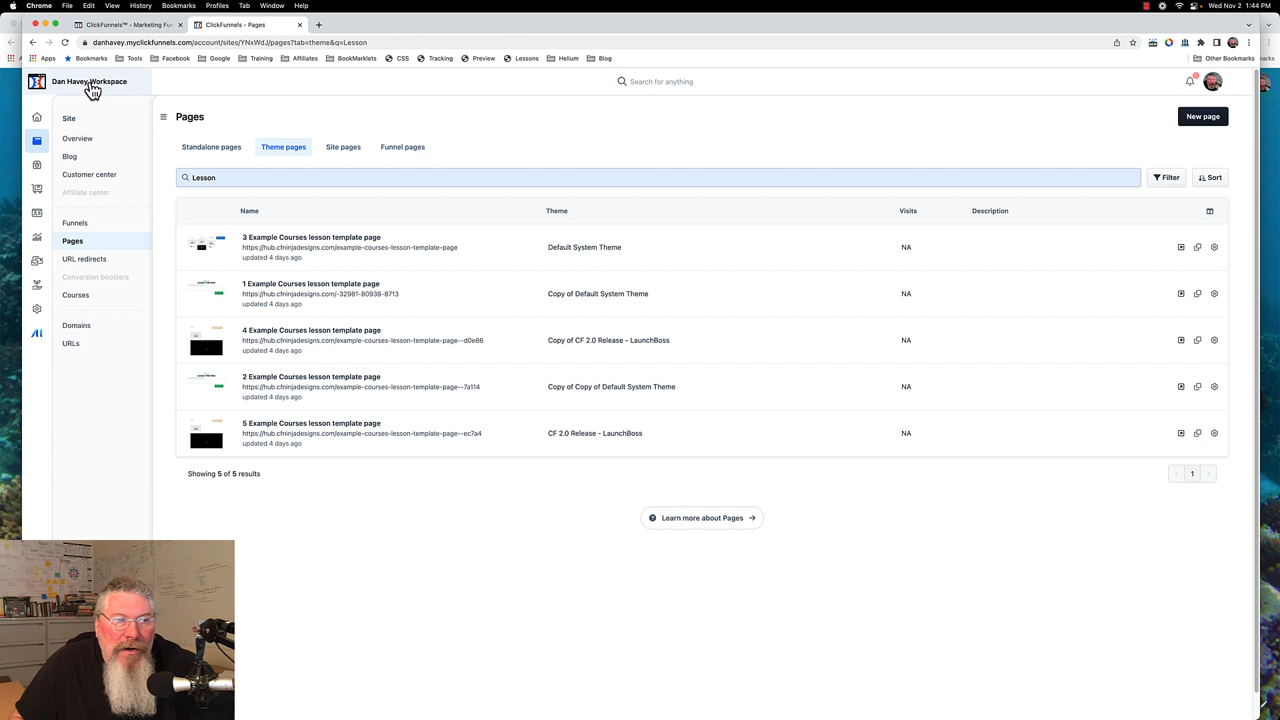 Chrome File Edit View History Bookmarks Profiles Tab Window Help
Wed Nov 2 1:44 PM
ClickFunnels™ - Marketing Fun
ClickFunnels - Pages
danhavey.myclickfunnels.com/account/sites/YNxWdJ/pages?tab=theme&q=Lesson
Apps Bookmarks Tools Facebook Google Training Affiliates BookMarklets CSS Tracking Preview Lessons Helium Blog Other Bookmarks
Dan Havey Workspace
Search for anything
Site
Overview
Blog
Customer center
Affiliate center
Funnels
Pages
URL redirects
Conversion boosters
Courses
Domains
URLs
Pages
New page
Standalone pages Theme pages Site pages Funnel pages
Lesson
Filter Sort
Name Theme Visits Description
3 Example Courses lesson template page
https://hub.cfninjadesigns.com/example-courses-lesson-template-page
updated 4 days ago
Default System Theme
NA
1 Example Courses lesson template page
https://hub.cfninjadesigns.com/-32981-80938-8713
updated 4 days ago
Copy of Default System Theme
NA
4 Example Courses lesson template page
https://hub.cfninjadesigns.com/example-courses-lesson-template-page--d0e86
updated 4 days ago
Copy of CF 2.0 Release - LaunchBoss
NA
2 Example Courses lesson template page
https://hub.cfninjadesigns.com/example-courses-lesson-template-page--7a114
updated 4 days ago
Copy of Copy of Default System Theme
NA
5 Example Courses lesson template page
https://hub.cfninjadesigns.com/example-courses-lesson-template-page--ec7a4
updated 4 days ago
CF 2.0 Release - LaunchBoss
NA
Showing 5 of 5 results
1
Learn more about Pages